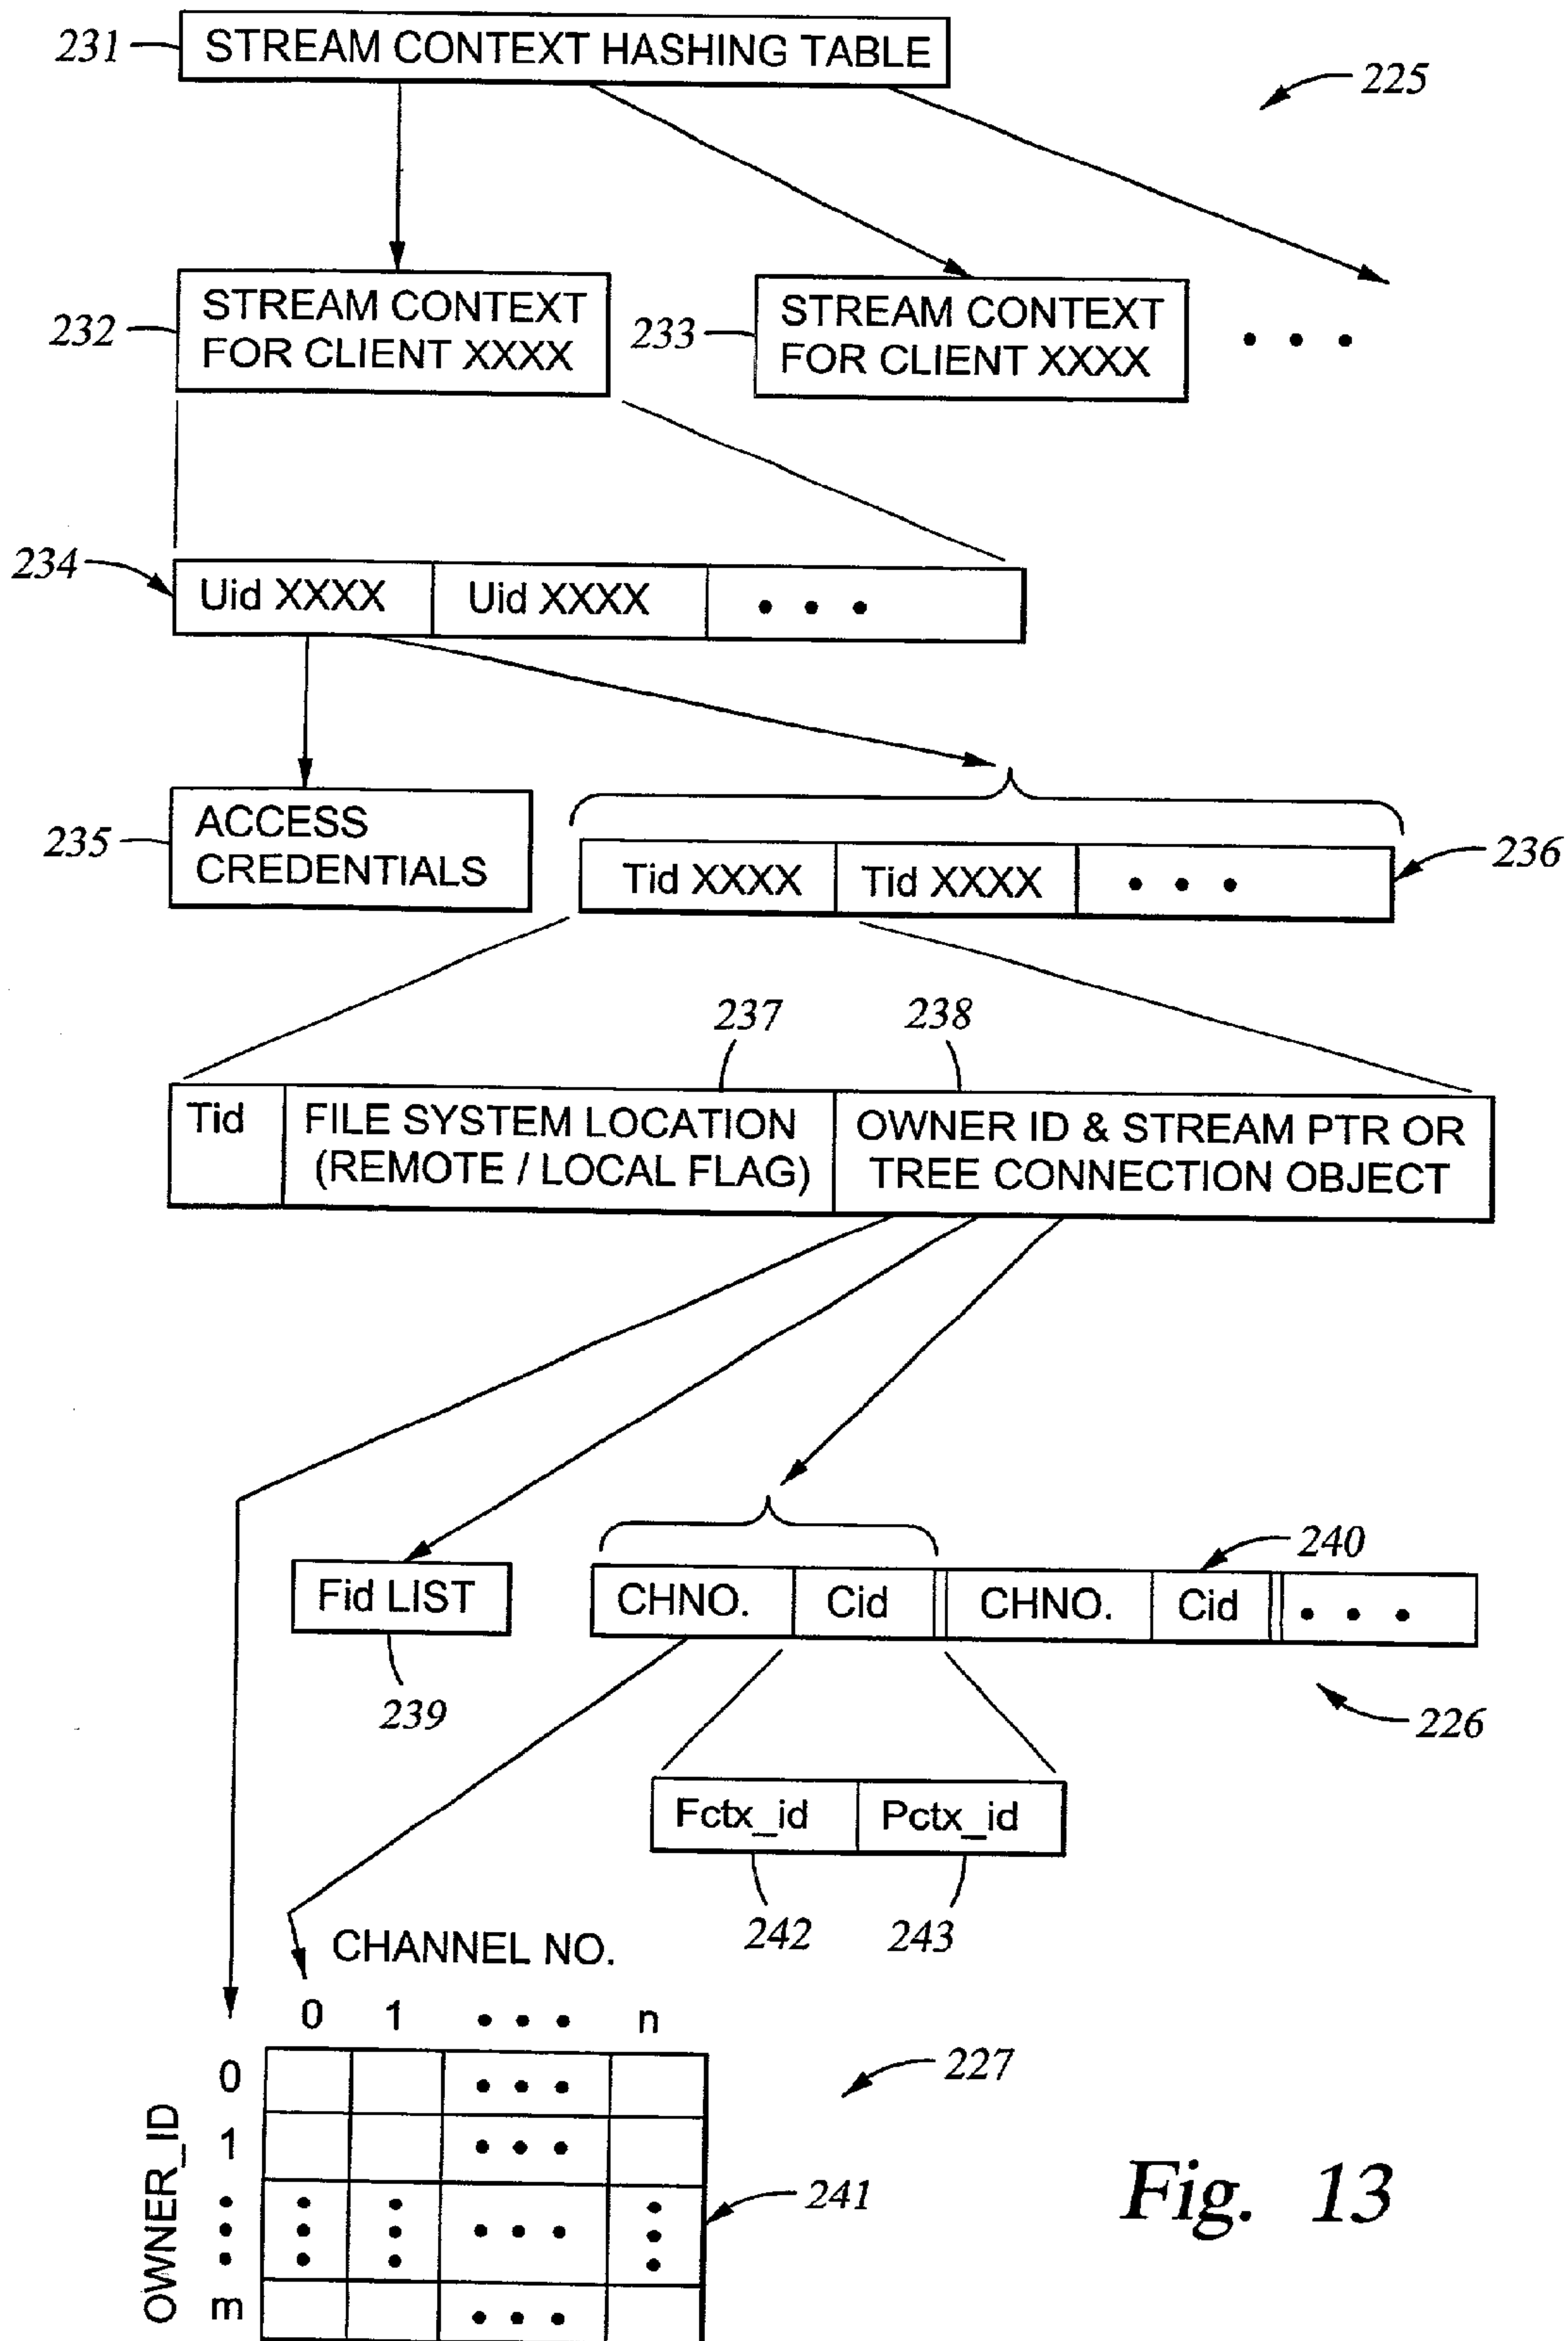 231 STREAM CONTEXT HASHING TABLE
225
232 STREAM CONTEXT
FOR CLIENT XXXX
233 STREAM CONTEXT
FOR CLIENT XXXX
• • •
234
Uid XXXX Uid XXXX • • •
235 ACCESS
CREDENTIALS
Tid XXXX Tid XXXX • • •
236
237 238
Tid
FILE SYSTEM LOCATION
(REMOTE / LOCAL FLAG)
OWNER ID & STREAM PTR OR
TREE CONNECTION OBJECT
240
Fid LIST
239
CHNO. Cid CHNO. Cid • • •
226
Fctx_id Pctx_id
242 243
CHANNEL NO.
0 1 • • • n
227
OWNER_ID
0 • • •
1 • • •
• • •
241
m • • •
Fig. 13